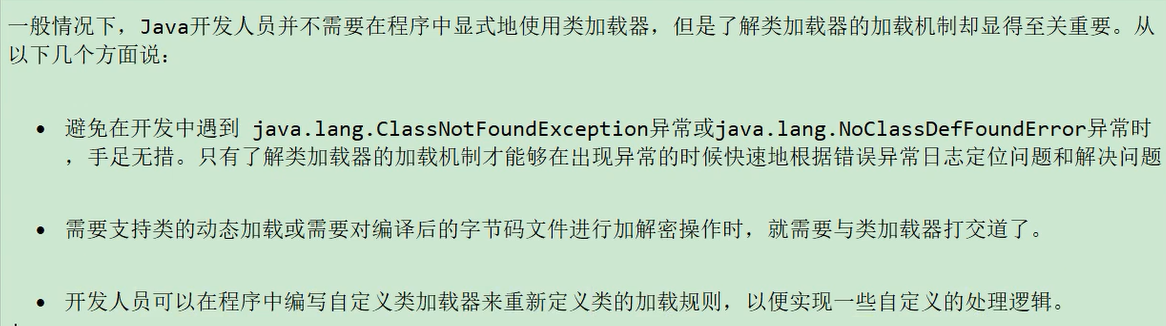 一般情况下，Java开发人员并不需要在程序中显式地使用类加载器，但是了解类加载器的加载机制却显得至关重要。从
以下几个方面说：
• 避免在开发中遇到 java.lang.ClassNotFoundException异常或java.lang.NoClassDefFoundError异常时
，手足无措。只有了解类加载器的加载机制才能够在出现异常的时候快速地根据错误异常日志定位问题和解决问题
• 需要支持类的动态加载或需要对编译后的字节码文件进行加解密操作时，就需要与类加载器打交道了。
• 开发人员可以在程序中编写自定义类加载器来重新定义类的加载规则，以便实现一些自定义的处理逻辑。